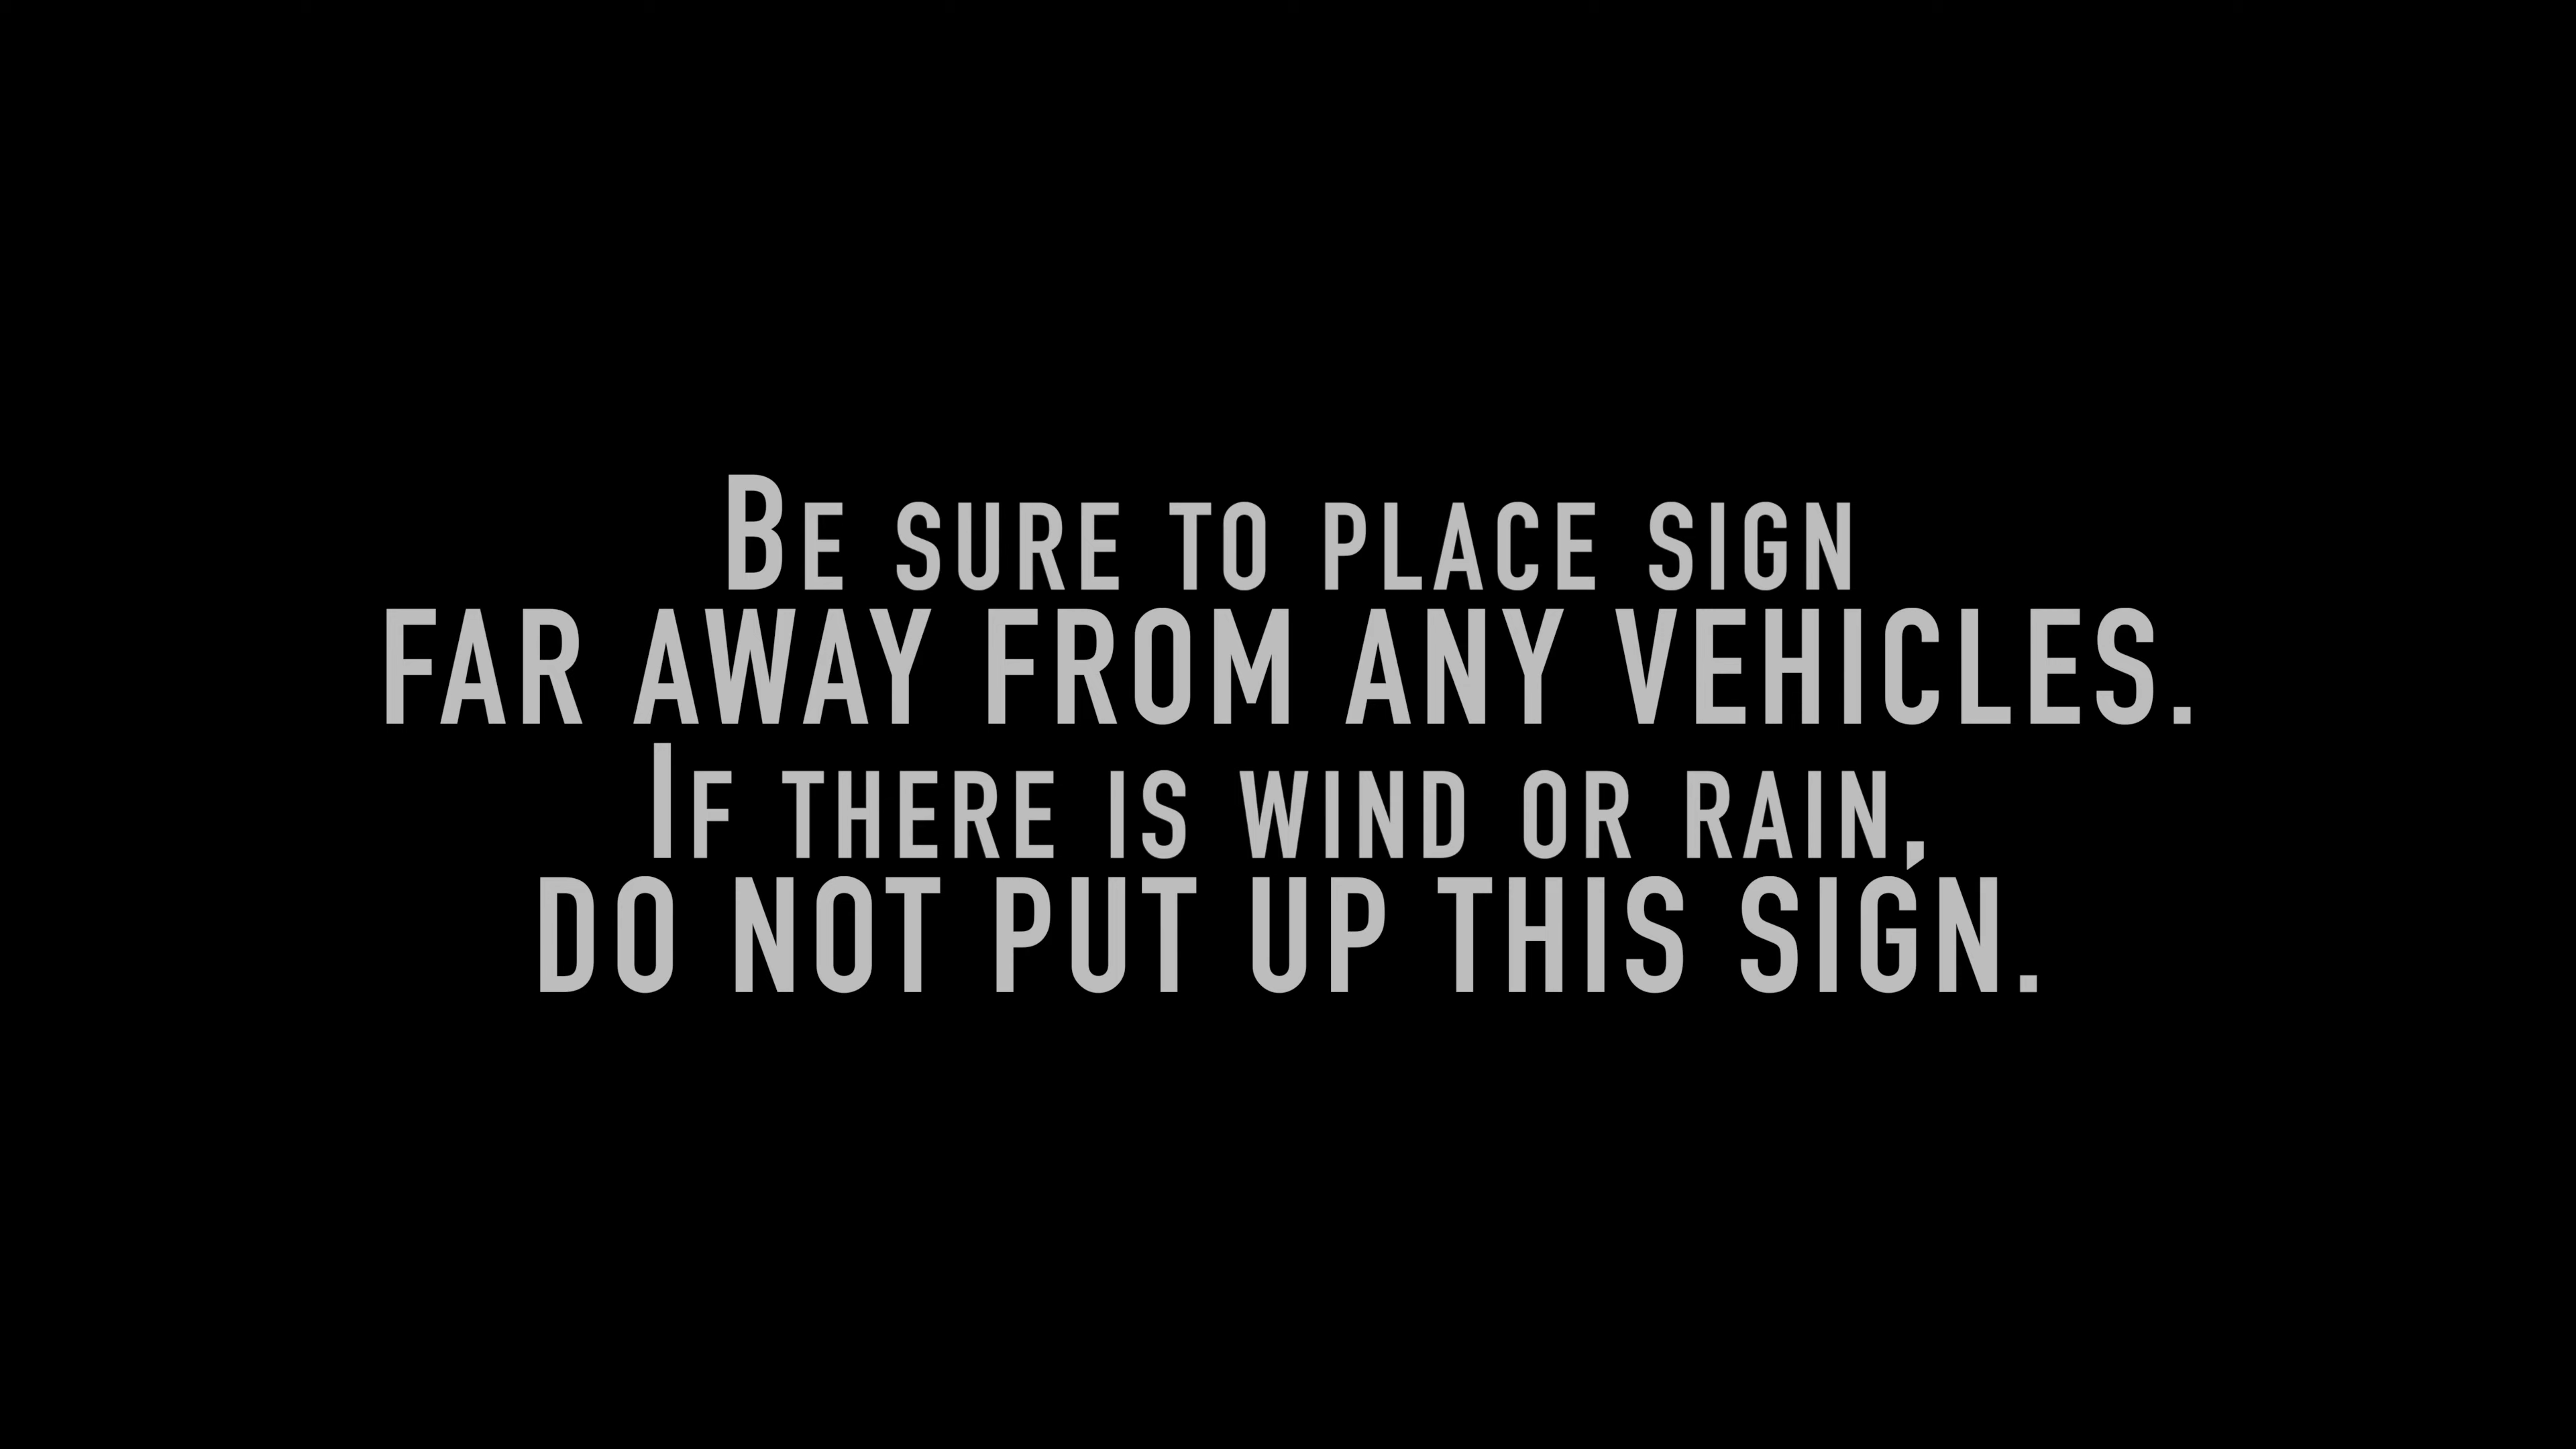 Be sure to place sign
FAR AWAY FROM ANY VEHICLES.
If there is wind or rain,
DO NOT PUT UP THIS SIGN.